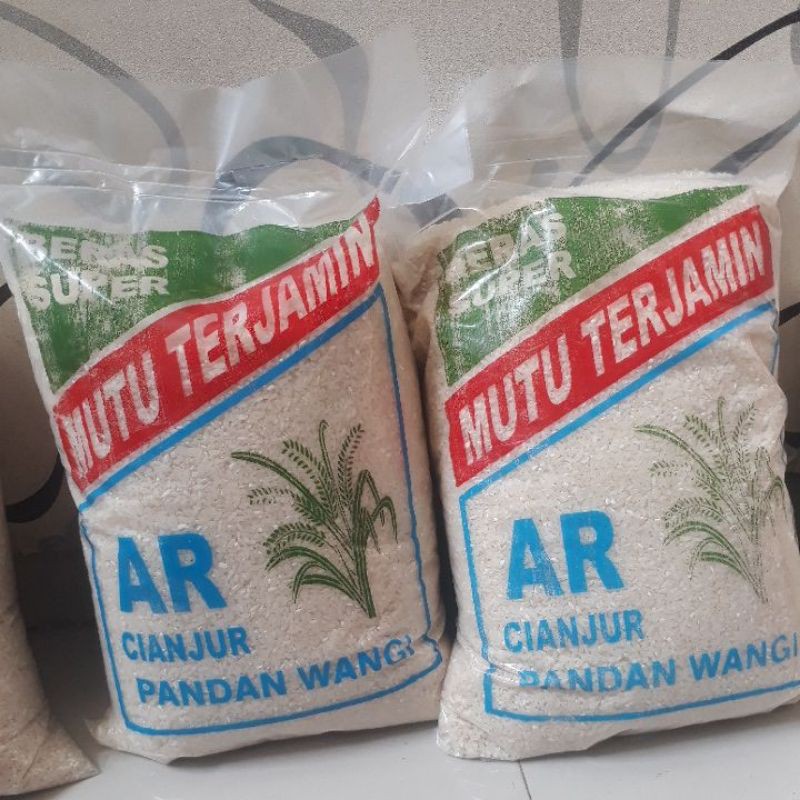 BERAS
SUPER
MUTU TERJAMIN
AR
CIANJUR
PANDAN WANGI
BERAS
SUPER
MUTU TERJAMIN
AR
CIANJUR
PANDAN WANGI